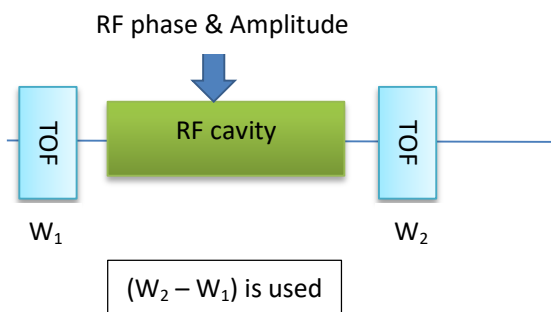 RF phase & Amplitude
TOF
RF cavity
TOF
W₁
W₂
(W₂ – W₁) is used